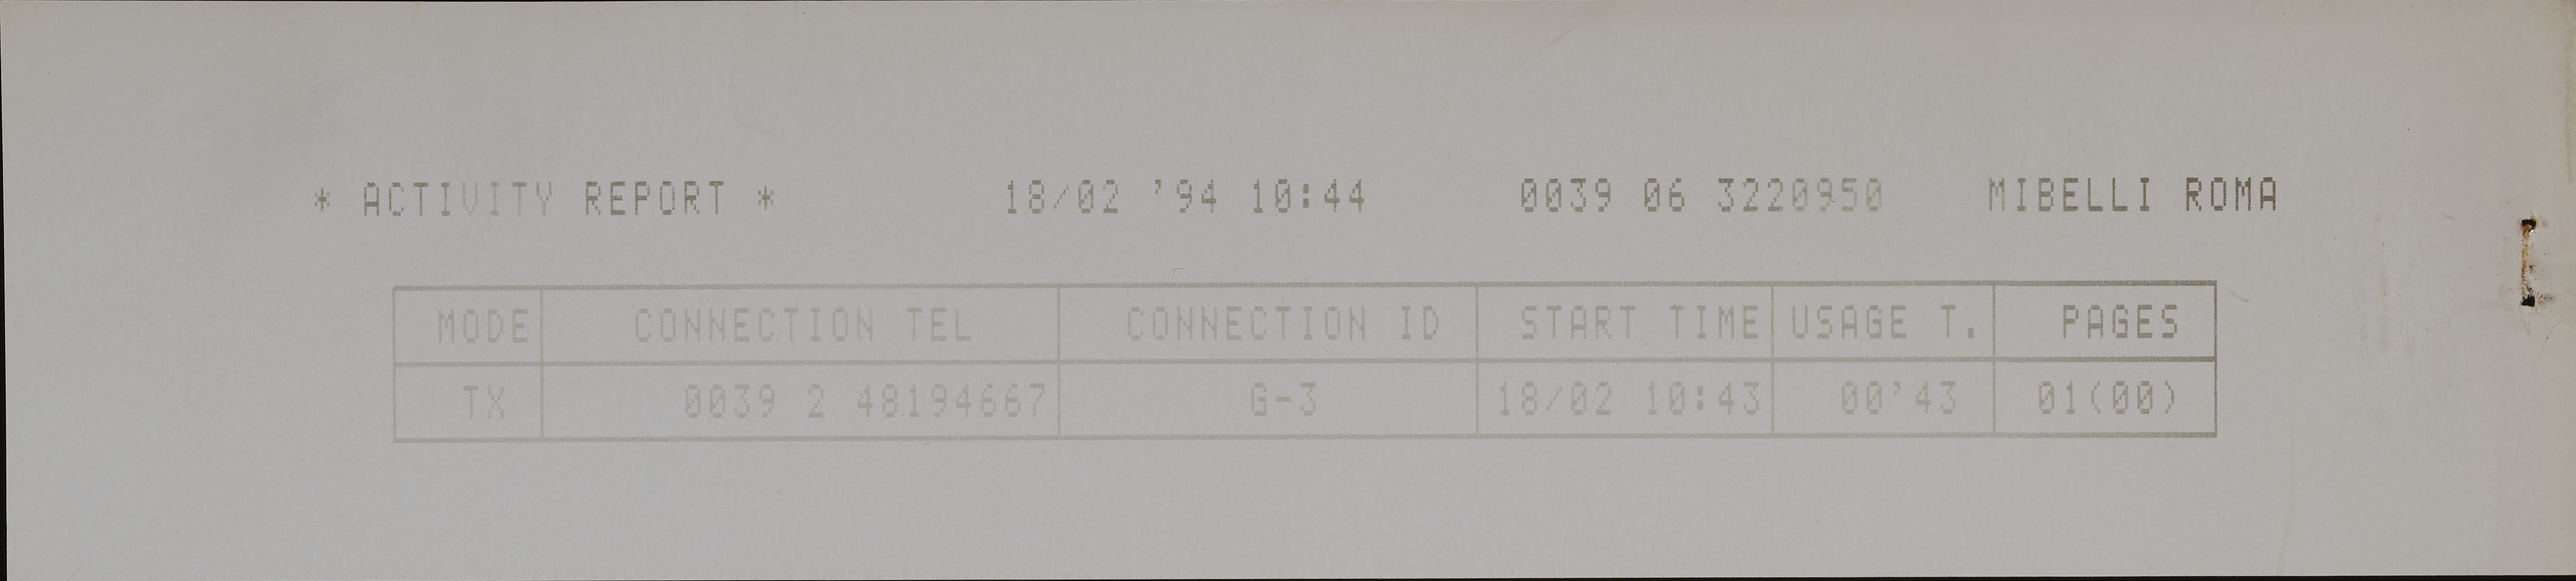 * ACTIVITY REPORT * 18/02 '94 10:44 0039 06 3220950 MIBELLI ROMA
MODE CONNECTION TEL CONNECTION ID START TIME USAGE T. PAGES
TX 0039 2 48194667 G-3 18/02 10:43 00'43 01(00)